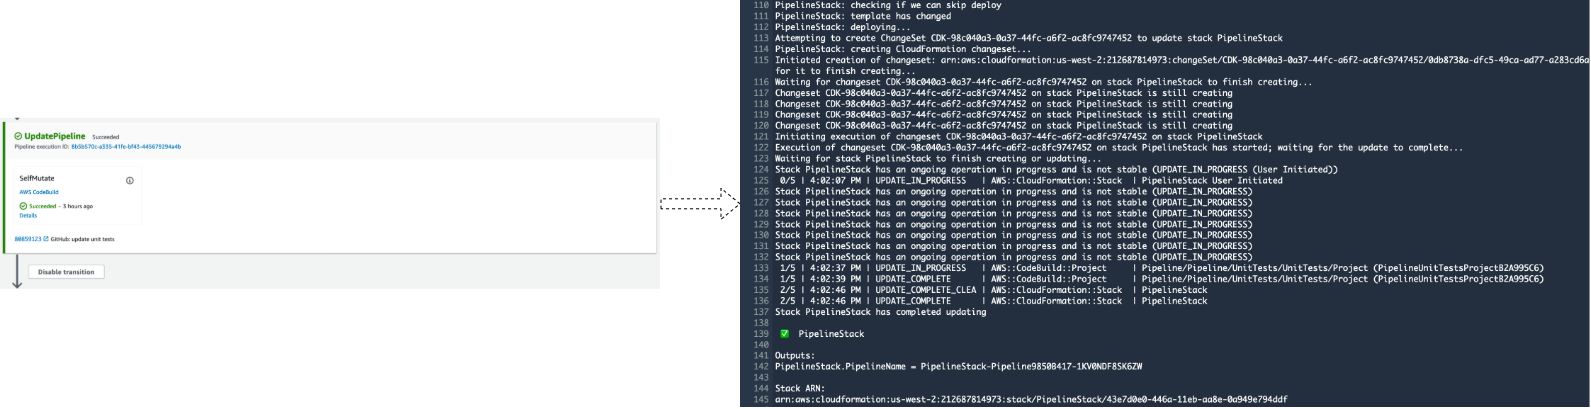 UpdatePipeline Succeeded
Pipeline execution ID: 8b5b570c-a335-41fe-bf43-445679294a4b
SelfMutate
AWS CodeBuild
Succeeded - 3 hours ago
Details
80859123 GitHub: update unit tests
Disable transition
110 PipelineStack: checking if we can skip deploy
111 PipelineStack: template has changed
112 PipelineStack: deploying...
113 Attempting to create ChangeSet CDK-98c040a3-0a37-44fc-a6f2-ac8fc9747452 to update stack PipelineStack
114 PipelineStack: creating CloudFormation changeset...
115 Initiated creation of changeset: arn:aws:cloudformation:us-west-2:212687814973:changeSet/CDK-98c040a3-0a37-44fc-a6f2-ac8fc9747452/0db8738a-dfc5-49ca-ad77-a283cd6a
for it to finish creating...
116 Waiting for changeset CDK-98c040a3-0a37-44fc-a6f2-ac8fc9747452 on stack PipelineStack to finish creating...
117 Changeset CDK-98c040a3-0a37-44fc-a6f2-ac8fc9747452 on stack PipelineStack is still creating
118 Changeset CDK-98c040a3-0a37-44fc-a6f2-ac8fc9747452 on stack PipelineStack is still creating
119 Changeset CDK-98c040a3-0a37-44fc-a6f2-ac8fc9747452 on stack PipelineStack is still creating
120 Changeset CDK-98c040a3-0a37-44fc-a6f2-ac8fc9747452 on stack PipelineStack is still creating
121 Initiating execution of changeset CDK-98c040a3-0a37-44fc-a6f2-ac8fc9747452 on stack PipelineStack
122 Execution of changeset CDK-98c040a3-0a37-44fc-a6f2-ac8fc9747452 on stack PipelineStack has started; waiting for the update to complete...
123 Waiting for stack PipelineStack to finish creating or updating...
124 Stack PipelineStack has an ongoing operation in progress and is not stable (UPDATE_IN_PROGRESS (User Initiated))
125 0/5 | 4:02:07 PM | UPDATE_IN_PROGRESS | AWS::CloudFormation::Stack | PipelineStack User Initiated
126 Stack PipelineStack has an ongoing operation in progress and is not stable (UPDATE_IN_PROGRESS)
127 Stack PipelineStack has an ongoing operation in progress and is not stable (UPDATE_IN_PROGRESS)
128 Stack PipelineStack has an ongoing operation in progress and is not stable (UPDATE_IN_PROGRESS)
129 Stack PipelineStack has an ongoing operation in progress and is not stable (UPDATE_IN_PROGRESS)
130 Stack PipelineStack has an ongoing operation in progress and is not stable (UPDATE_IN_PROGRESS)
131 Stack PipelineStack has an ongoing operation in progress and is not stable (UPDATE_IN_PROGRESS)
132 Stack PipelineStack has an ongoing operation in progress and is not stable (UPDATE_IN_PROGRESS)
133 1/5 | 4:02:37 PM | UPDATE_IN_PROGRESS | AWS::CodeBuild::Project | Pipeline/Pipeline/UnitTests/UnitTests/Project (PipelineUnitTestsProjectB2A995C6)
134 1/5 | 4:02:39 PM | UPDATE_COMPLETE | AWS::CodeBuild::Project | Pipeline/Pipeline/UnitTests/UnitTests/Project (PipelineUnitTestsProjectB2A995C6)
135 2/5 | 4:02:46 PM | UPDATE_COMPLETE_CLEA | AWS::CloudFormation::Stack | PipelineStack
136 2/5 | 4:02:46 PM | UPDATE_COMPLETE | AWS::CloudFormation::Stack | PipelineStack
137 Stack PipelineStack has completed updating
138
139 ✅ PipelineStack
140
141 Outputs:
142 PipelineStack.PipelineName = PipelineStack-Pipeline9850B417-1KV0NDF8SK6ZW
143
144 Stack ARN:
145 arn:aws:cloudformation:us-west-2:212687814973:stack/PipelineStack/43e7d0e0-446a-11eb-aa8e-0a949e794ddf